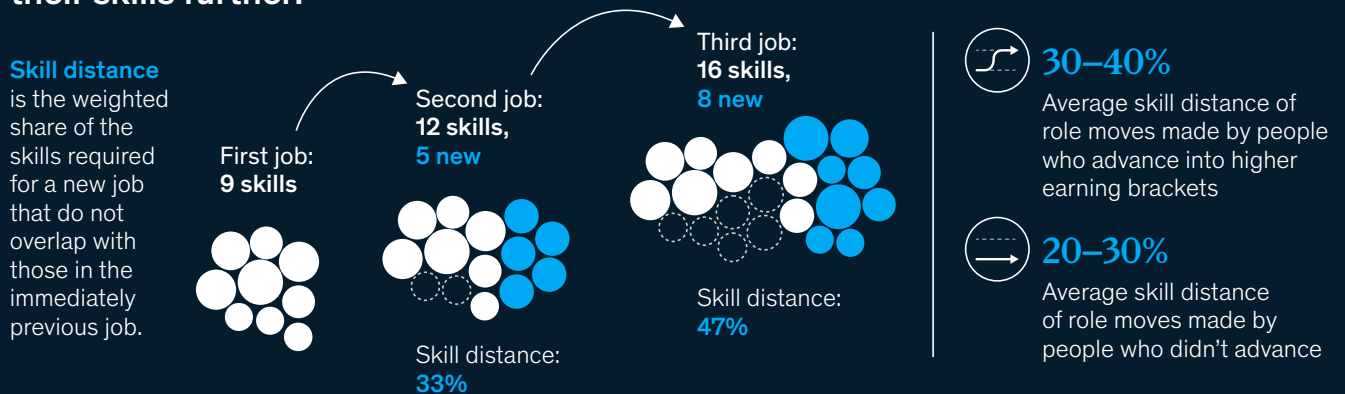 their skills further.
Skill distance
is the weighted
share of the
skills required
for a new job
that do not
overlap with
those in the
immediately
previous job.
First job:
9 skills
Second job:
12 skills,
5 new
Skill distance:
33%
Third job:
16 skills,
8 new
Skill distance:
47%
30–40%
Average skill distance of
role moves made by people
who advance into higher
earning brackets
20–30%
Average skill distance
of role moves made by
people who didn’t advance